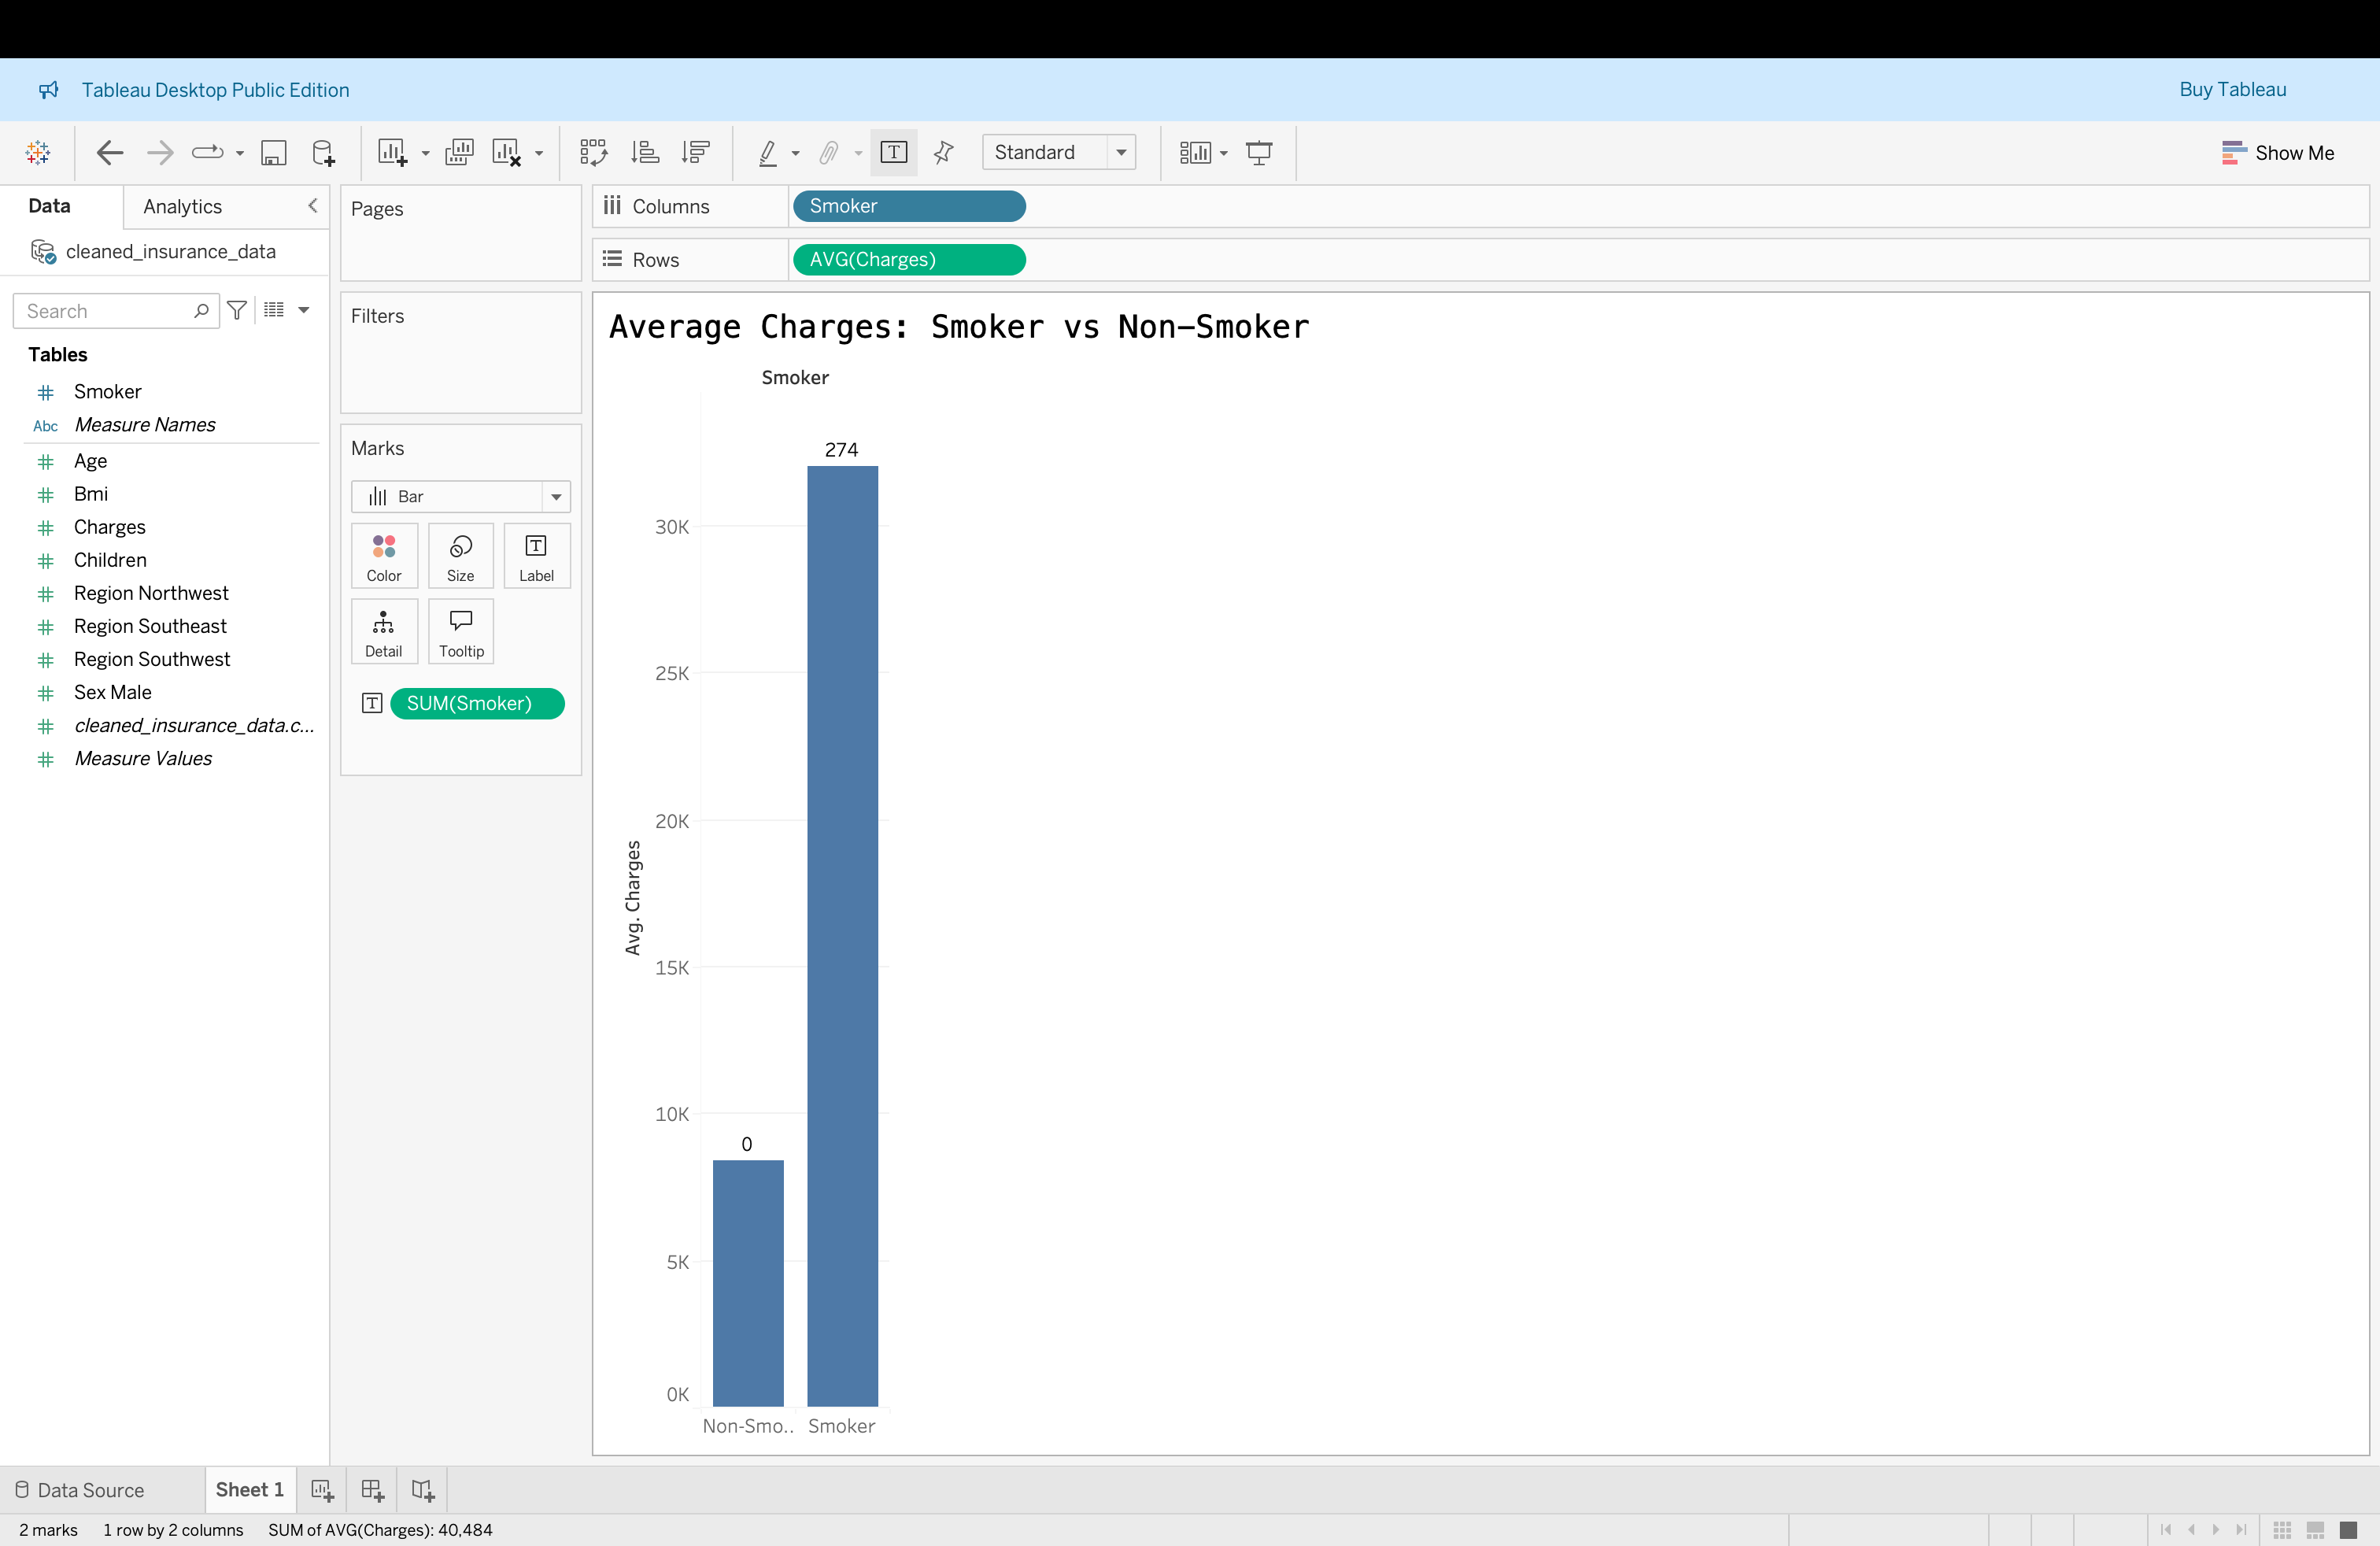 Tableau Desktop Public Edition
Buy Tableau
Standard
Show Me
Data
Analytics
cleaned_insurance_data
Search
Tables
Smoker
Abc Measure Names
Age
Bmi
Charges
Children
Region Northwest
Region Southeast
Region Southwest
Sex Male
cleaned_insurance_data.c...
Measure Values
Pages
Filters
Marks
Bar
Color
Size
Label
Detail
Tooltip
SUM(Smoker)
Columns
Smoker
Rows
AVG(Charges)
Average Charges: Smoker vs Non-Smoker
Smoker
274
30K
25K
20K
15K
10K
0
5K
0K
Avg. Charges
Non-Smo..
Smoker
Data Source
Sheet 1
2 marks
1 row by 2 columns
SUM of AVG(Charges): 40,484